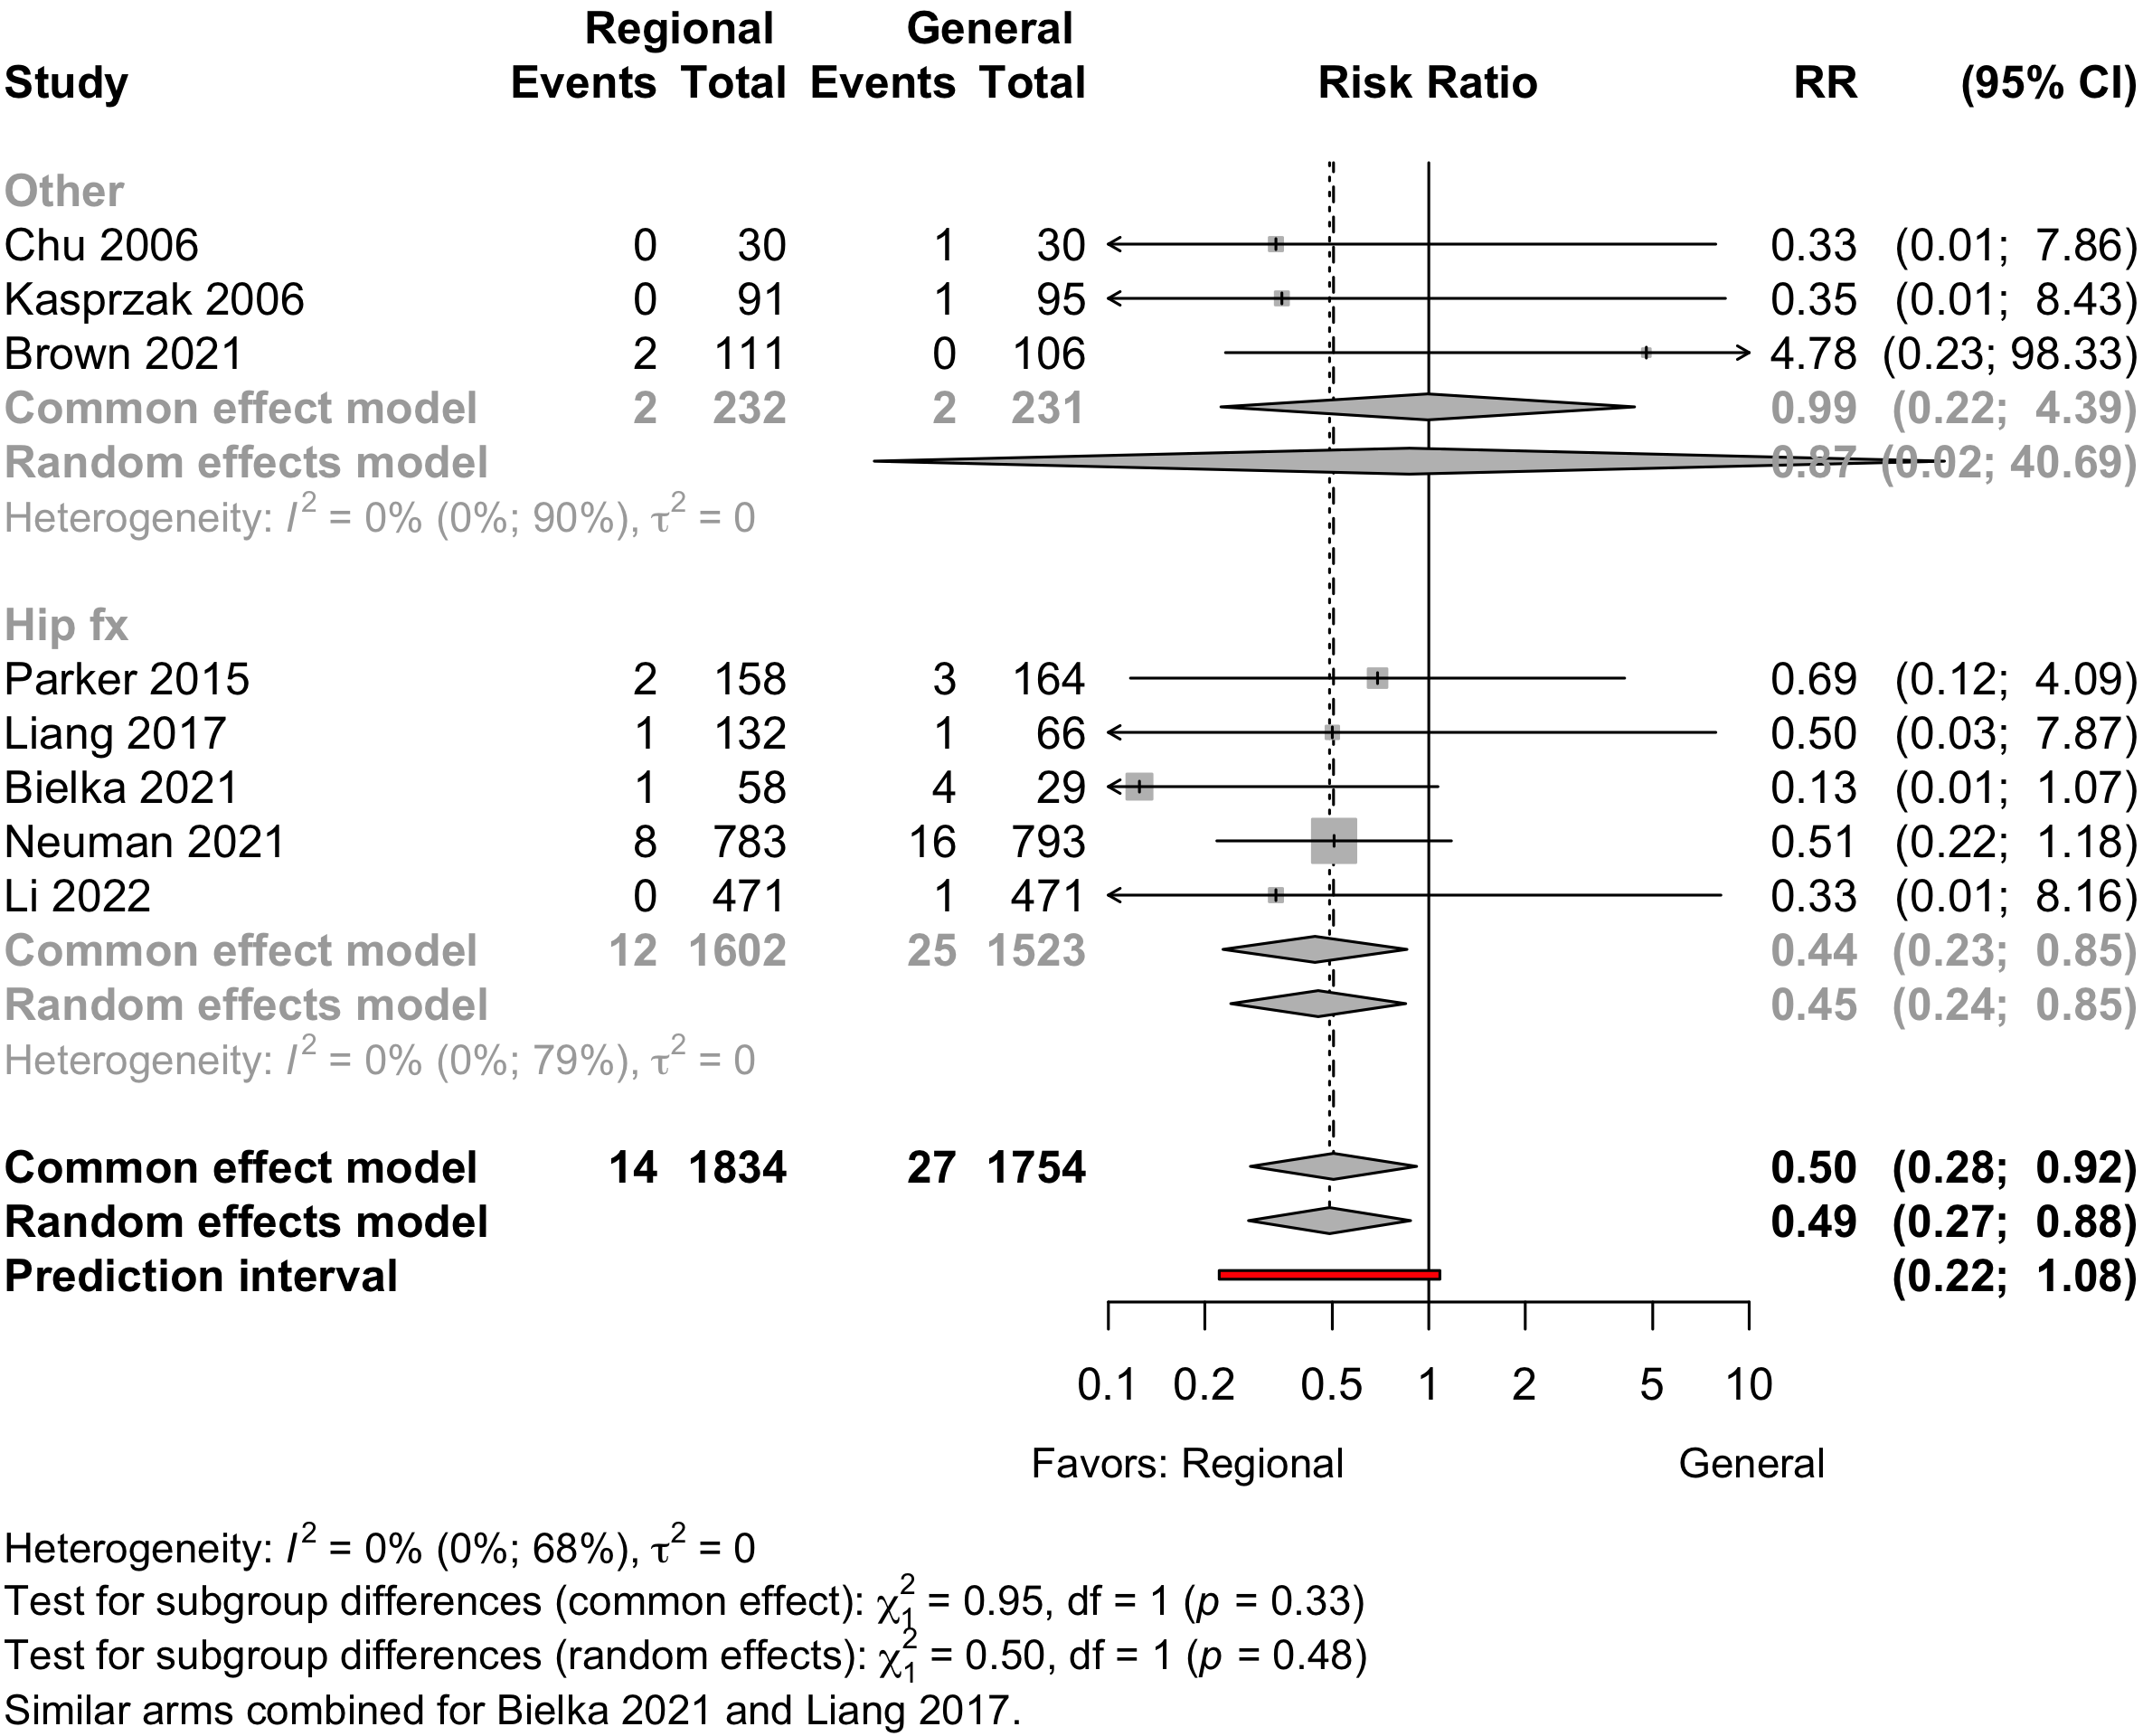 Regional General
Study Events Total Events Total Risk Ratio RR (95% CI)
Other
Chu 2006 0 30 1 30 0.33 (0.01; 7.86)
Kasprzak 2006 0 91 1 95 0.35 (0.01; 8.43)
Brown 2021 2 111 0 106 4.78 (0.23; 98.33)
Common effect model 2 232 2 231 0.99 (0.22; 4.39)
Random effects model 0.87 (0.02; 40.69)
Heterogeneity: I² = 0% (0%; 90%), τ² = 0
Hip fx
Parker 2015 2 158 3 164 0.69 (0.12; 4.09)
Liang 2017 1 132 1 66 0.50 (0.03; 7.87)
Bielka 2021 1 58 4 29 0.13 (0.01; 1.07)
Neuman 2021 8 783 16 793 0.51 (0.22; 1.18)
Li 2022 0 471 1 471 0.33 (0.01; 8.16)
Common effect model 12 1602 25 1523 0.44 (0.23; 0.85)
Random effects model 0.45 (0.24; 0.85)
Heterogeneity: I² = 0% (0%; 79%), τ² = 0
Common effect model 14 1834 27 1754 0.50 (0.28; 0.92)
Random effects model 0.49 (0.27; 0.88)
Prediction interval (0.22; 1.08)
0.1 0.2 0.5 1 2 5 10
Favors: Regional General
Heterogeneity: I² = 0% (0%; 68%), τ² = 0
Test for subgroup differences (common effect): χ₁² = 0.95, df = 1 (p = 0.33)
Test for subgroup differences (random effects): χ₁² = 0.50, df = 1 (p = 0.48)
Similar arms combined for Bielka 2021 and Liang 2017.